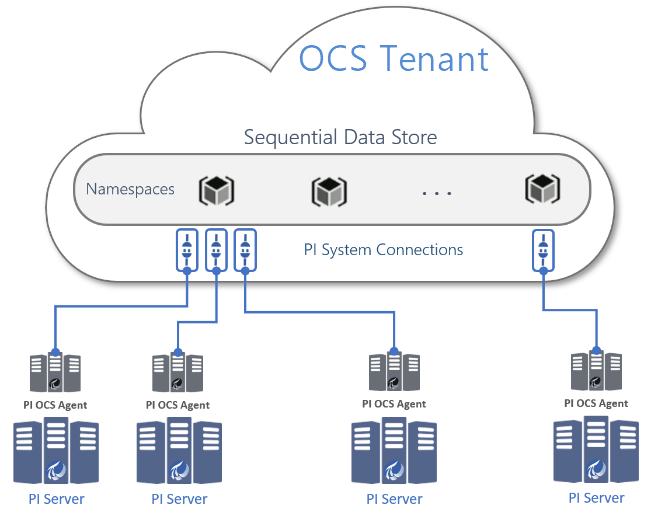 OCS Tenant
Sequential Data Store
Namespaces
. . .
PI System Connections
PI OCS Agent
PI OCS Agent
PI OCS Agent
PI OCS Agent
PI Server
PI Server
PI Server
PI Server